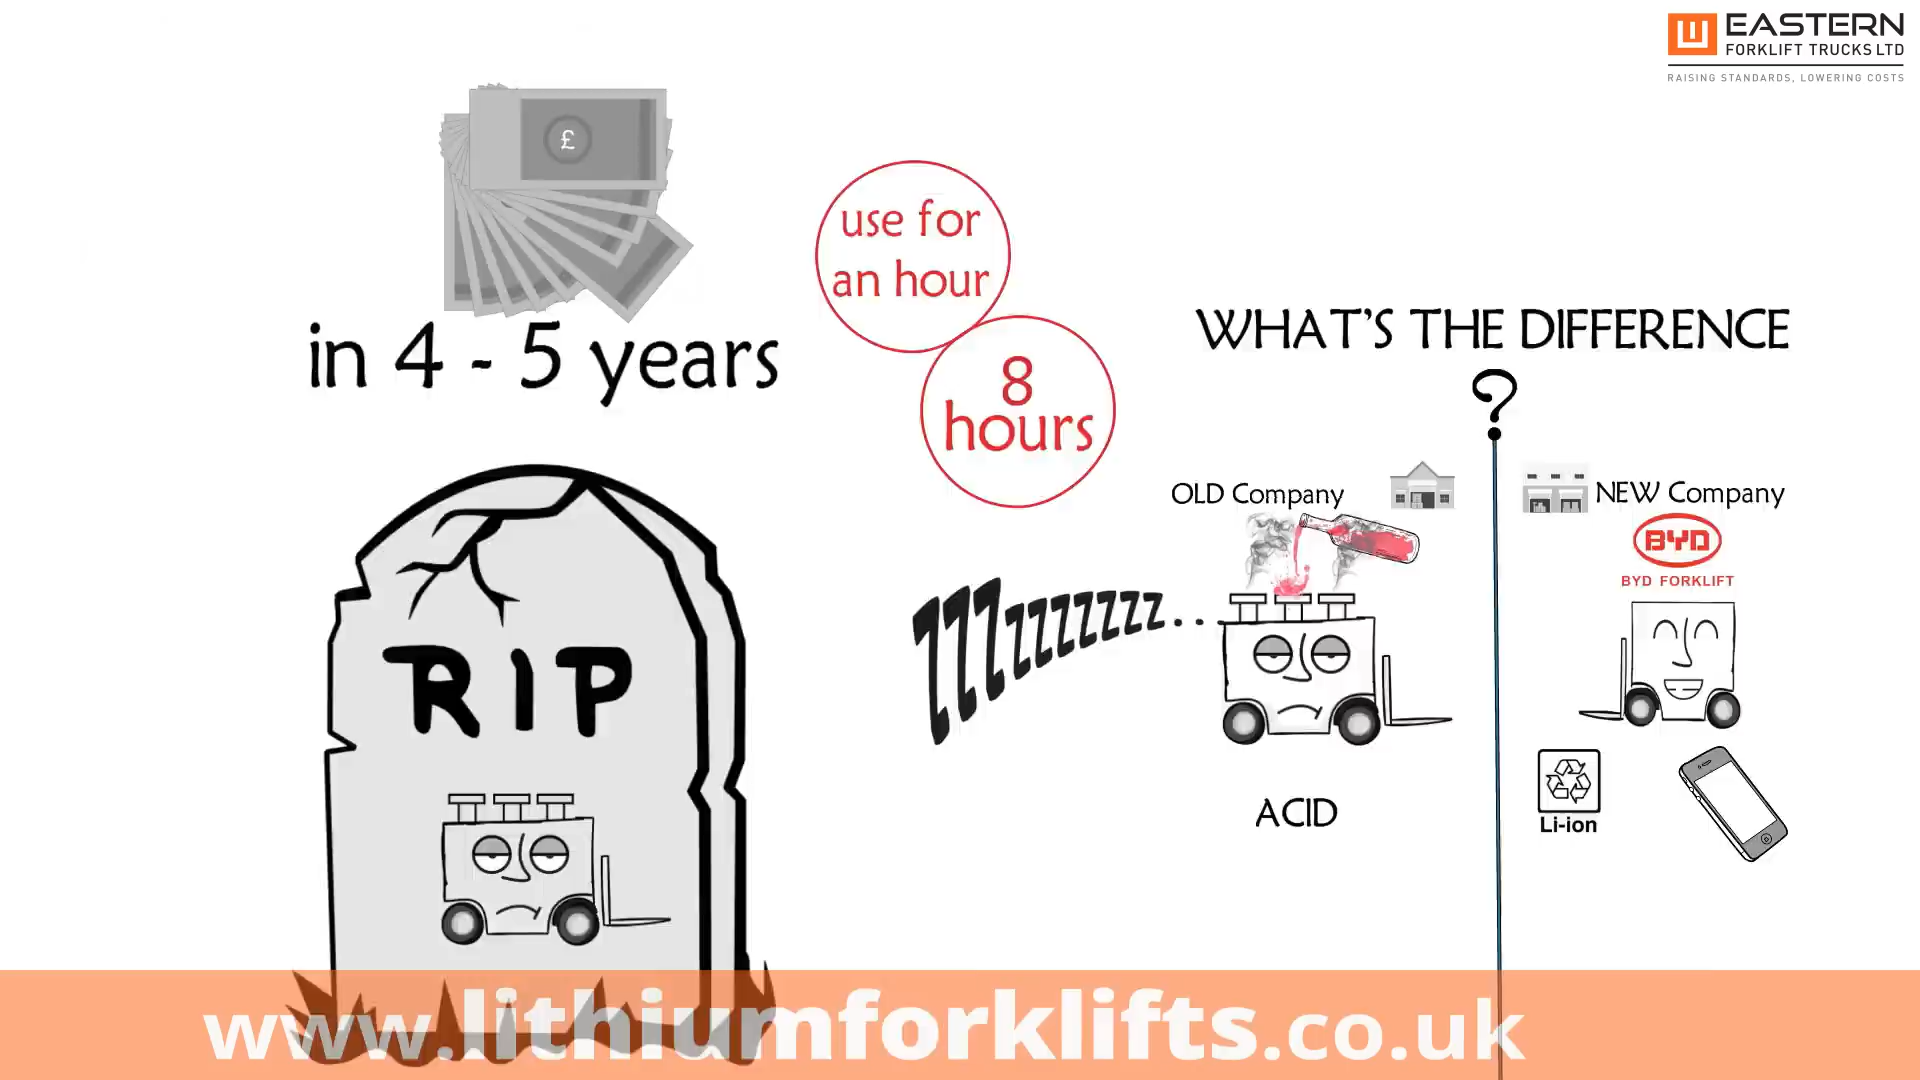 EASTERN
FORKLIFT TRUCKS LTD
RAISING STANDARDS, LOWERING COSTS
£
in 4 - 5 years
use for
an hour
8
hours
WHAT'S THE DIFFERENCE
?
OLD Company
NEW Company
BYD
BYD FORKLIFT
ZZZzzzzzzzz...
RIP
ACID
Li-ion
www.lithiumforklifts.co.uk